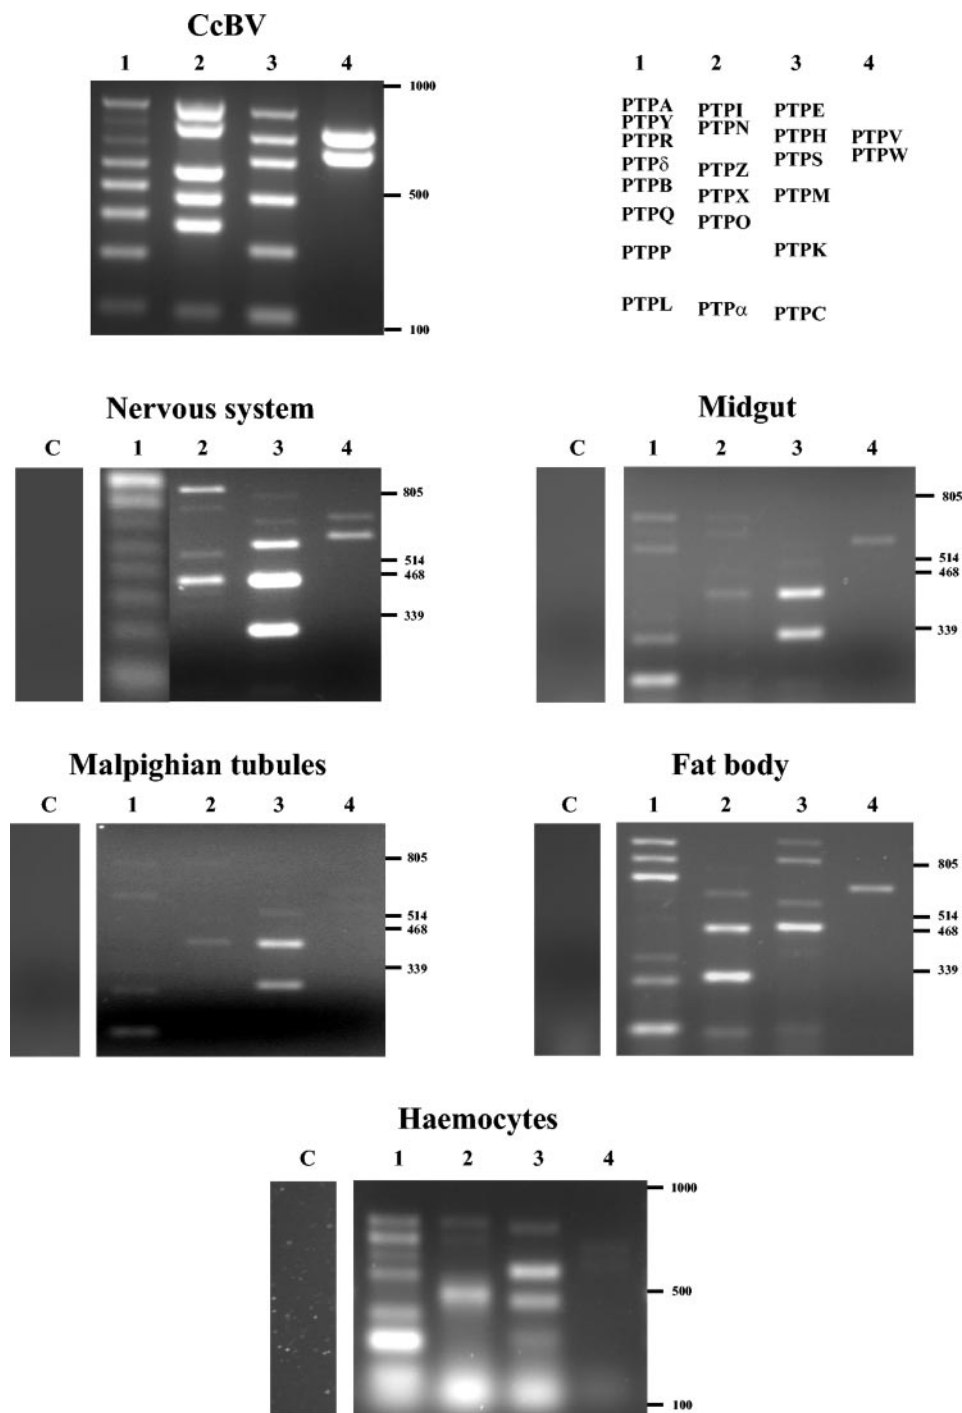 CcBV
1 2 3 4
1000
500
100
1 2 3 4
PTPA PTPI PTPE
PTPY PTPN
PTPR PTPH PTPV
PTPδ PTPZ PTPS PTPW
PTPB PTPX PTPM
PTPQ PTPO
PTPP PTPK
PTPL PTPα PTPC
Nervous system
C 1 2 3 4
805
514
468
339
Midgut
C 1 2 3 4
805
514
468
339
Malpighian tubules
C 1 2 3 4
805
514
468
339
Fat body
C 1 2 3 4
805
514
468
339
Haemocytes
C 1 2 3 4
1000
500
100